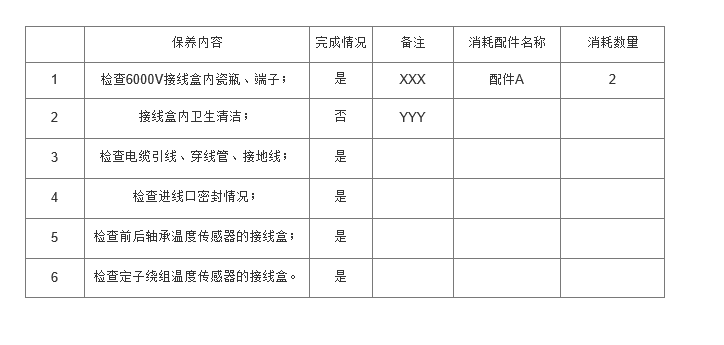 保养内容 完成情况 备注 消耗配件名称 消耗数量
1 检查6000V接线盒内瓷瓶、端子； 是 XXX 配件A 2
2 接线盒内卫生清洁； 否 YYY
3 检查电缆引线、穿线管、接地线； 是
4 检查进线口密封情况； 是
5 检查前后轴承温度传感器的接线盒； 是
6 检查定子绕组温度传感器的接线盒。 是